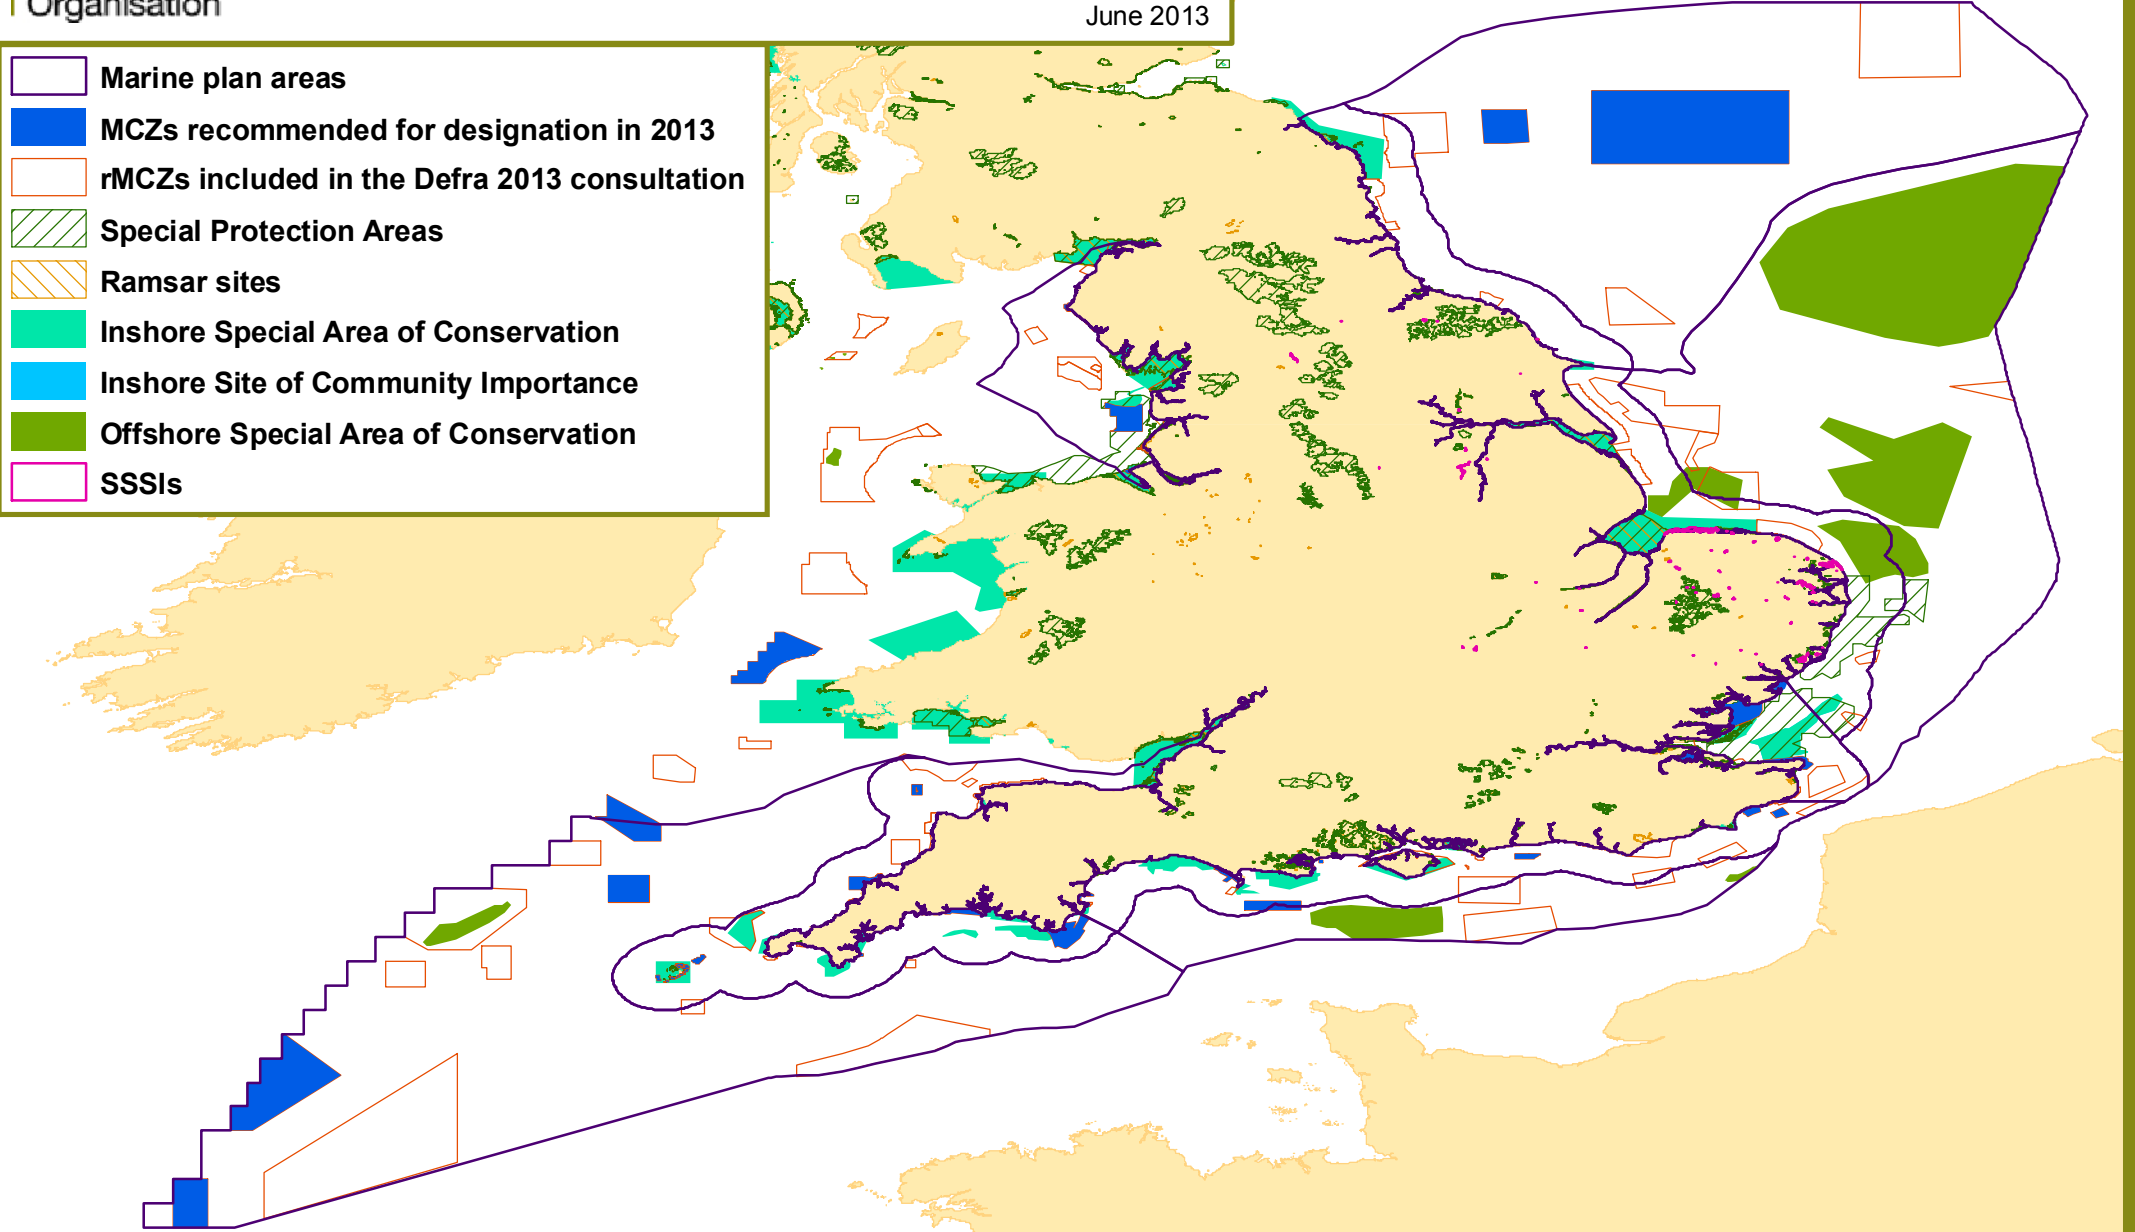 Organisation
June 2013
Marine plan areas
MCZs recommended for designation in 2013
rMCZs included in the Defra 2013 consultation
Special Protection Areas
Ramsar sites
Inshore Special Area of Conservation
Inshore Site of Community Importance
Offshore Special Area of Conservation
SSSIs